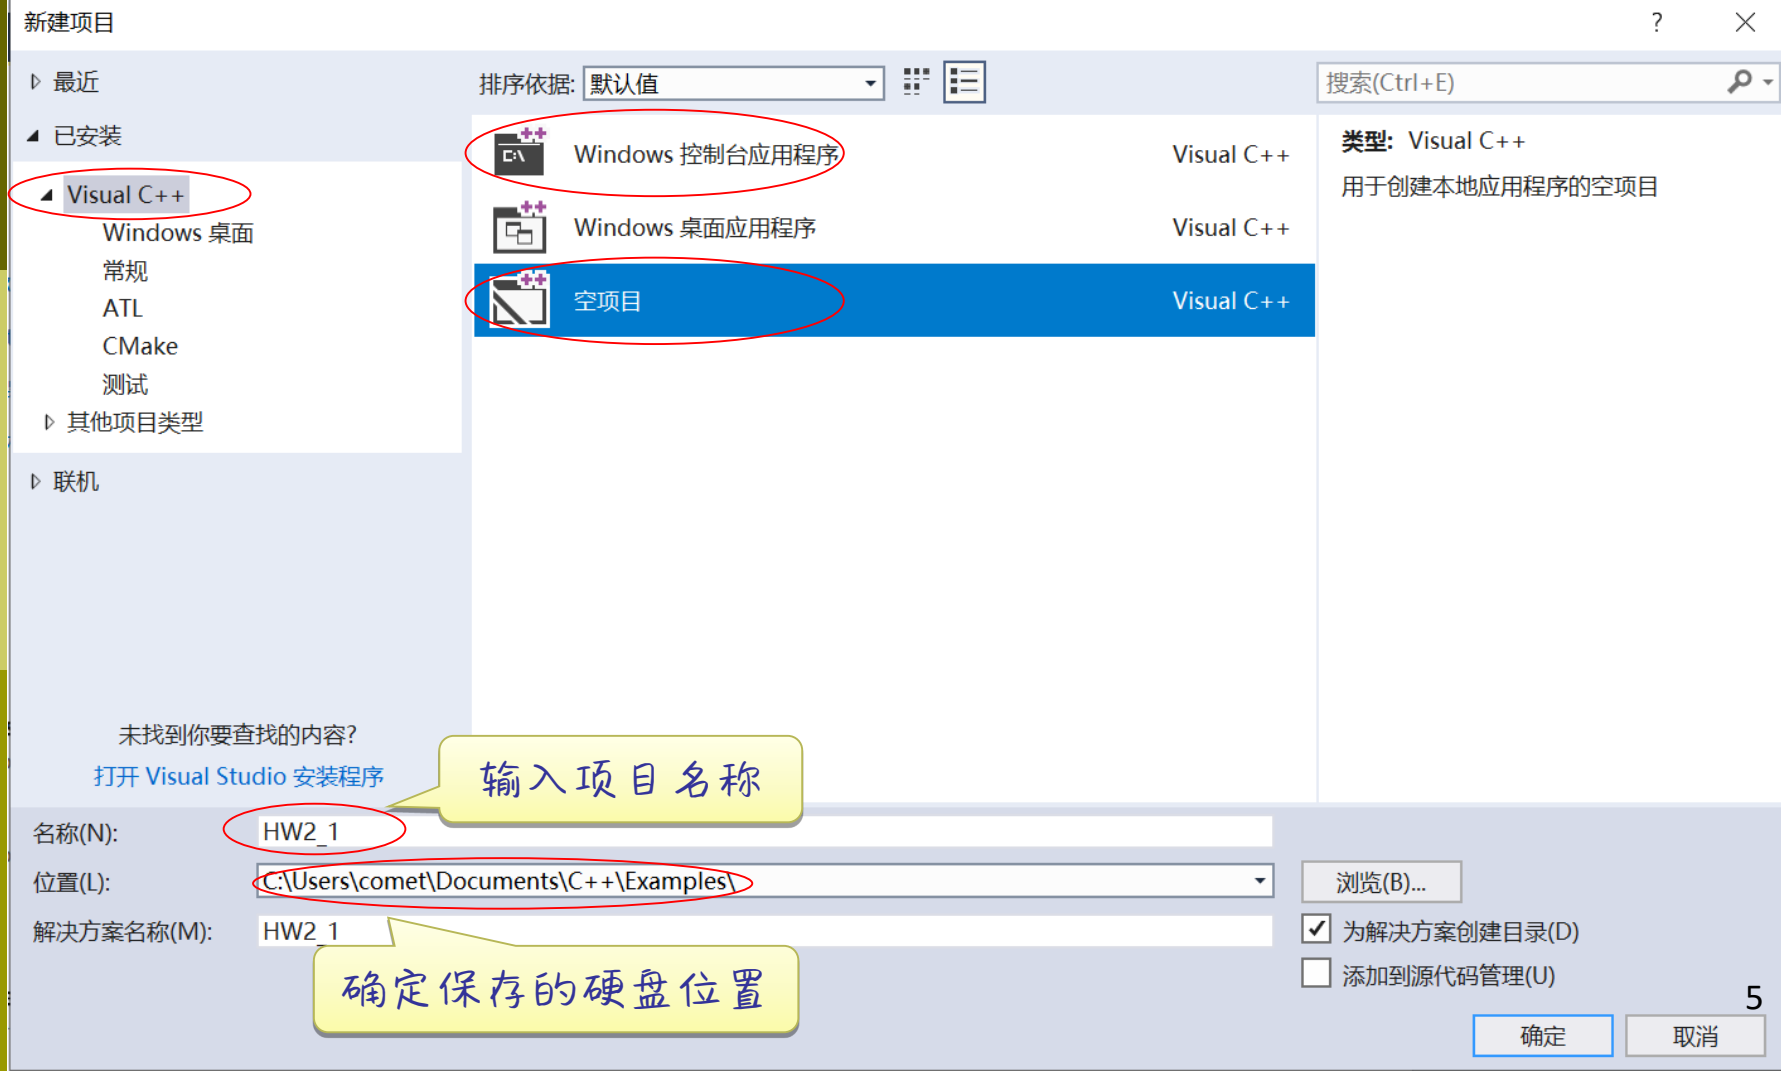 新建项目
?
最近
排序依据: 默认值
搜索(Ctrl+E)
已安装
Visual C++
Windows 桌面
常规
ATL
CMake
测试
其他项目类型
联机
C:\
Windows 控制台应用程序 Visual C++
Windows 桌面应用程序 Visual C++
空项目 Visual C++
类型: Visual C++
用于创建本地应用程序的空项目
未找到你要查找的内容?
打开 Visual Studio 安装程序
输入项目名称
名称(N): HW2_1
位置(L): C:\Users\comet\Documents\C++\Examples\
浏览(B)...
解决方案名称(M): HW2_1
为解决方案创建目录(D)
添加到源代码管理(U)
确定保存的硬盘位置
5
确定 取消